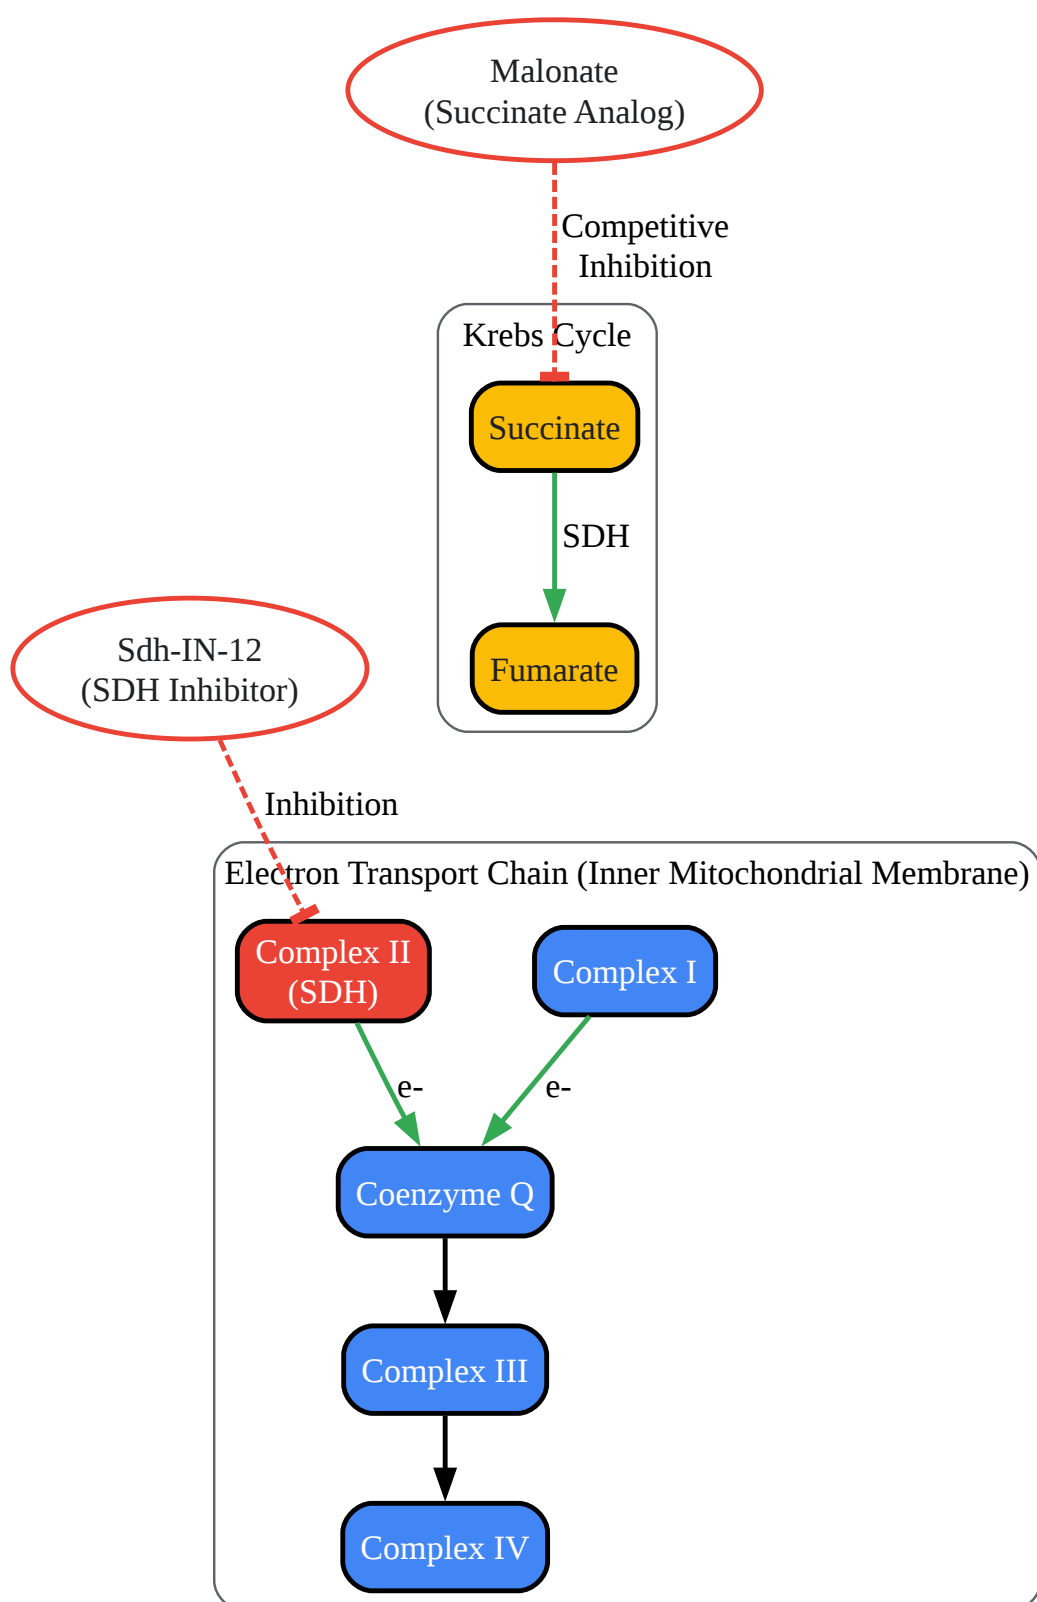 Malonate
(Succinate Analog)
Competitive
Inhibition
Krebs Cycle
Succinate
SDH
Sdh-IN-12
(SDH Inhibitor)
Fumarate
Inhibition
Electron Transport Chain (Inner Mitochondrial Membrane)
Complex II
(SDH)
Complex I
e-
e-
Coenzyme Q
Complex III
Complex IV